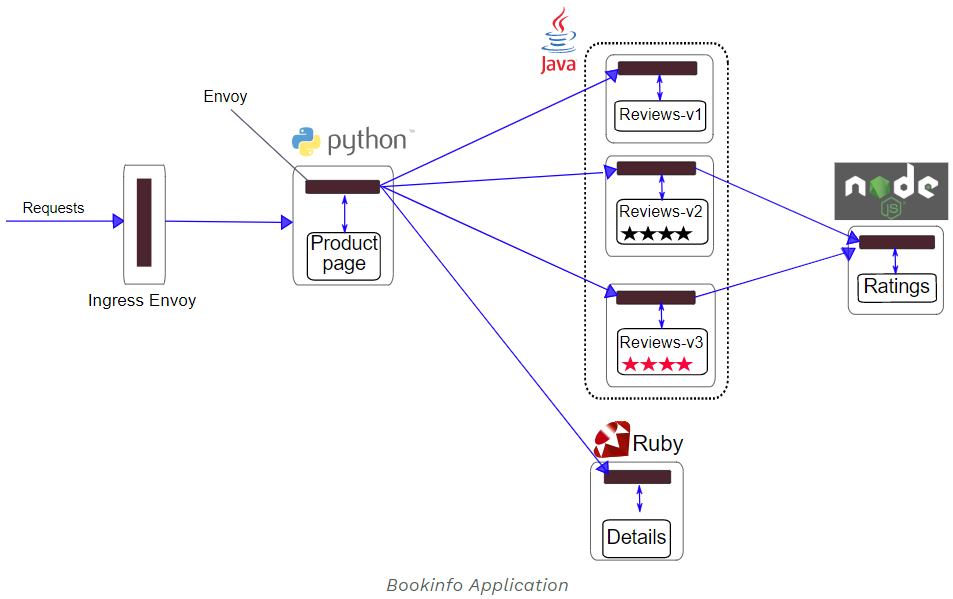 Java
Envoy
python™
Reviews-v1
Requests
Product
page
Reviews-v2
node
JS
Ratings
Ingress Envoy
Reviews-v3
Ruby
Details
Bookinfo Application